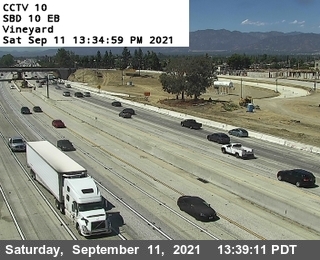 CCTV 10
SBD 10 EB
Vineyard
Sat Sep 11 13:34:59 PM 2021
Saturday, September 11, 2021 13:39:11 PDT